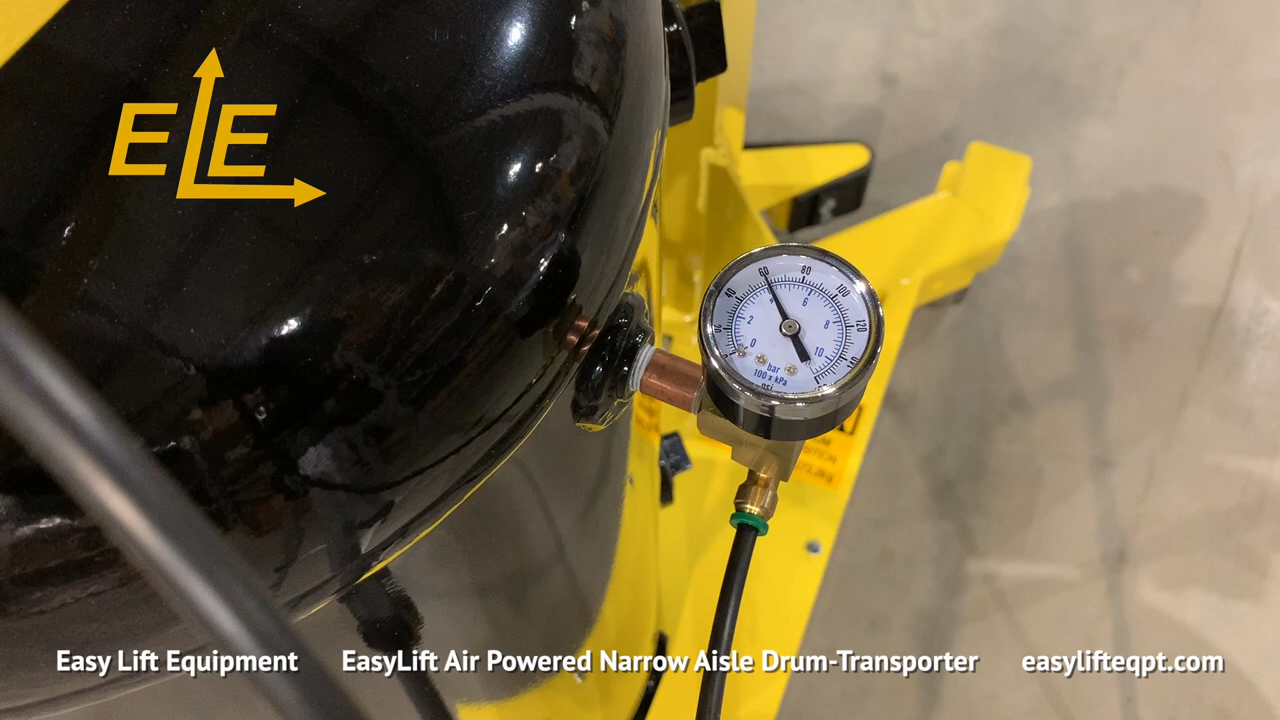 ELE
60
80
40
100
20
120
140
2
6
8
0
10
bar
100 x kPa
psi
Easy Lift Equipment EasyLift Air Powered Narrow Aisle Drum-Transporter easylifteqpt.com